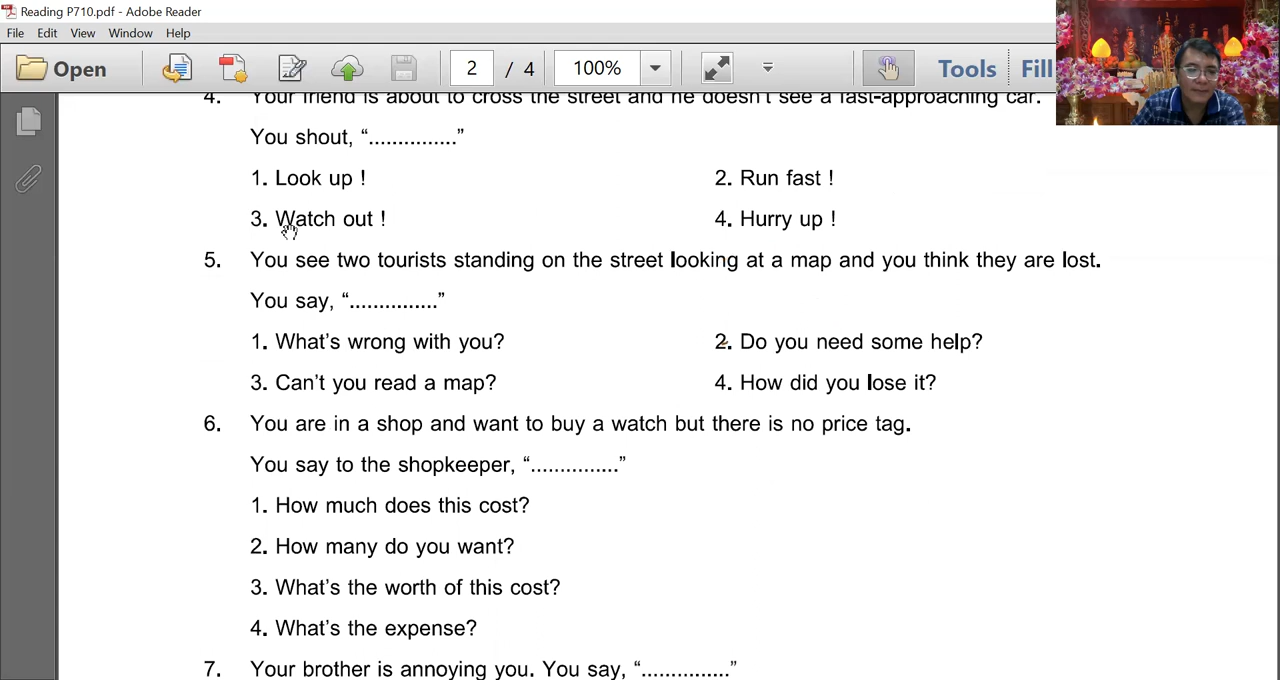 Reading P710.pdf - Adobe Reader
File Edit View Window Help
Open 2 / 4 100% Tools Fill
4. Your friend is about to cross the street and he doesn't see a fast-approaching car.
You shout, “...............”
1. Look up ! 2. Run fast !
3. Watch out ! 4. Hurry up !
5. You see two tourists standing on the street looking at a map and you think they are lost.
You say, “...............”
1. What’s wrong with you? 2. Do you need some help?
3. Can’t you read a map? 4. How did you lose it?
6. You are in a shop and want to buy a watch but there is no price tag.
You say to the shopkeeper, “...............”
1. How much does this cost?
2. How many do you want?
3. What’s the worth of this cost?
4. What’s the expense?
7. Your brother is annoying you. You say, “...............”